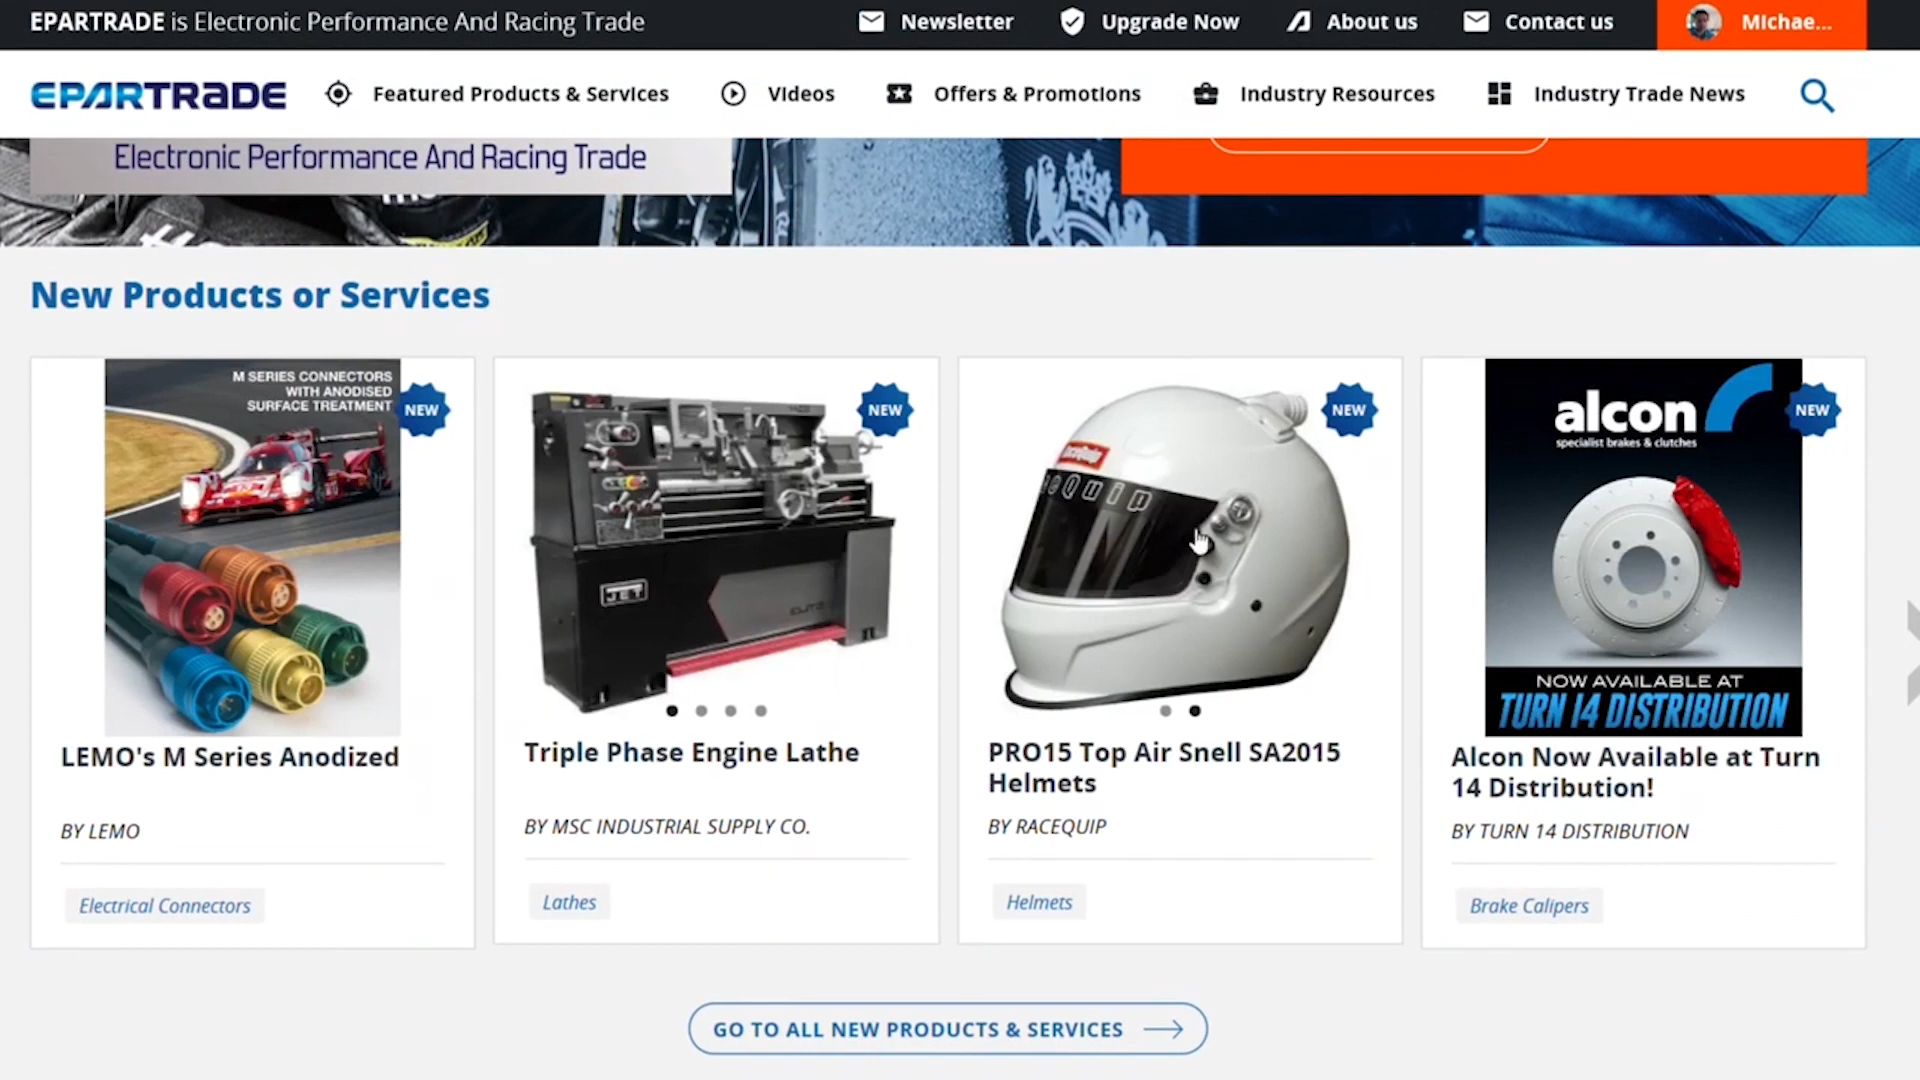 EPARTRADE is Electronic Performance And Racing Trade
Newsletter
Upgrade Now
About us
Contact us
MIchae...
EPARTRADE
Featured Products & Services
Videos
Offers & Promotions
Industry Resources
Industry Trade News
Electronic Performance And Racing Trade
New Products or Services
M SERIES CONNECTORS
WITH ANODISED
SURFACE TREATMENT
NEW
LEMO's M Series Anodized
BY LEMO
Electrical Connectors
NEW
JET
ELITE
Triple Phase Engine Lathe
BY MSC INDUSTRIAL SUPPLY CO.
Lathes
NEW
RaceQuip
eQuip
PRO15 Top Air Snell SA2015
Helmets
BY RACEQUIP
Helmets
alcon
specialist brakes & clutches
NEW
NOW AVAILABLE AT
TURN 14 DISTRIBUTION
Alcon Now Available at Turn
14 Distribution!
BY TURN 14 DISTRIBUTION
Brake Calipers
GO TO ALL NEW PRODUCTS & SERVICES